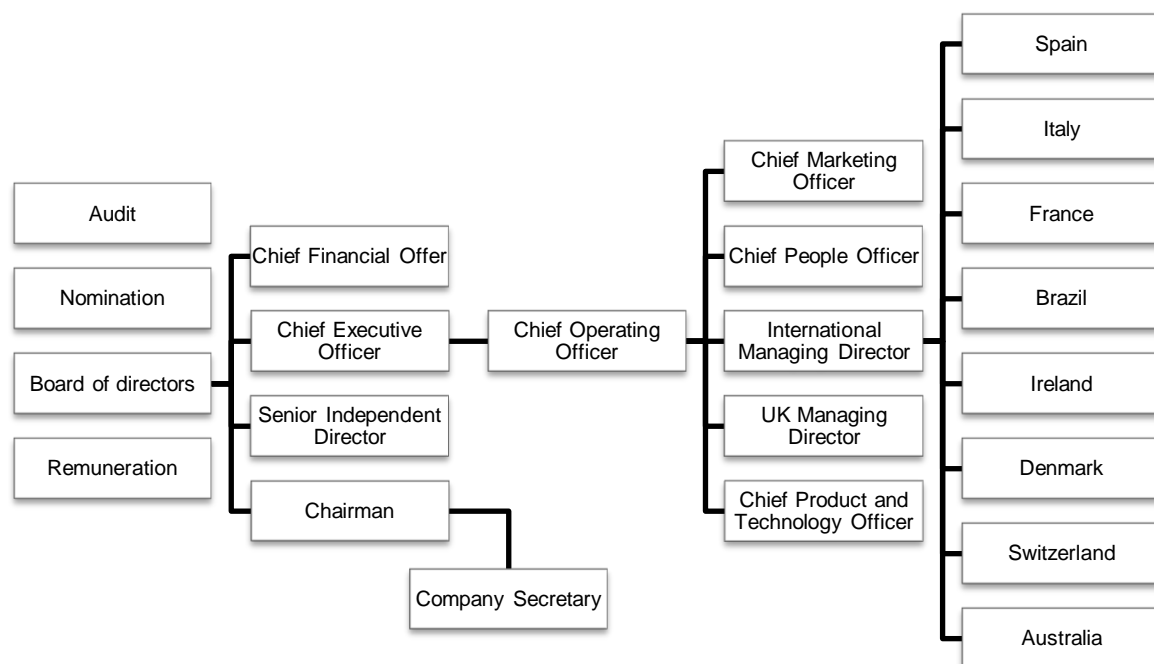 Audit
Nomination
Board of directors
Remuneration
Chief Financial Offer
Chief Executive
Officer
Senior Independent
Director
Chairman
Company Secretary
Chief Operating
Officer
Chief Marketing
Officer
Chief People Officer
International
Managing Director
UK Managing
Director
Chief Product and
Technology Officer
Spain
Italy
France
Brazil
Ireland
Denmark
Switzerland
Australia